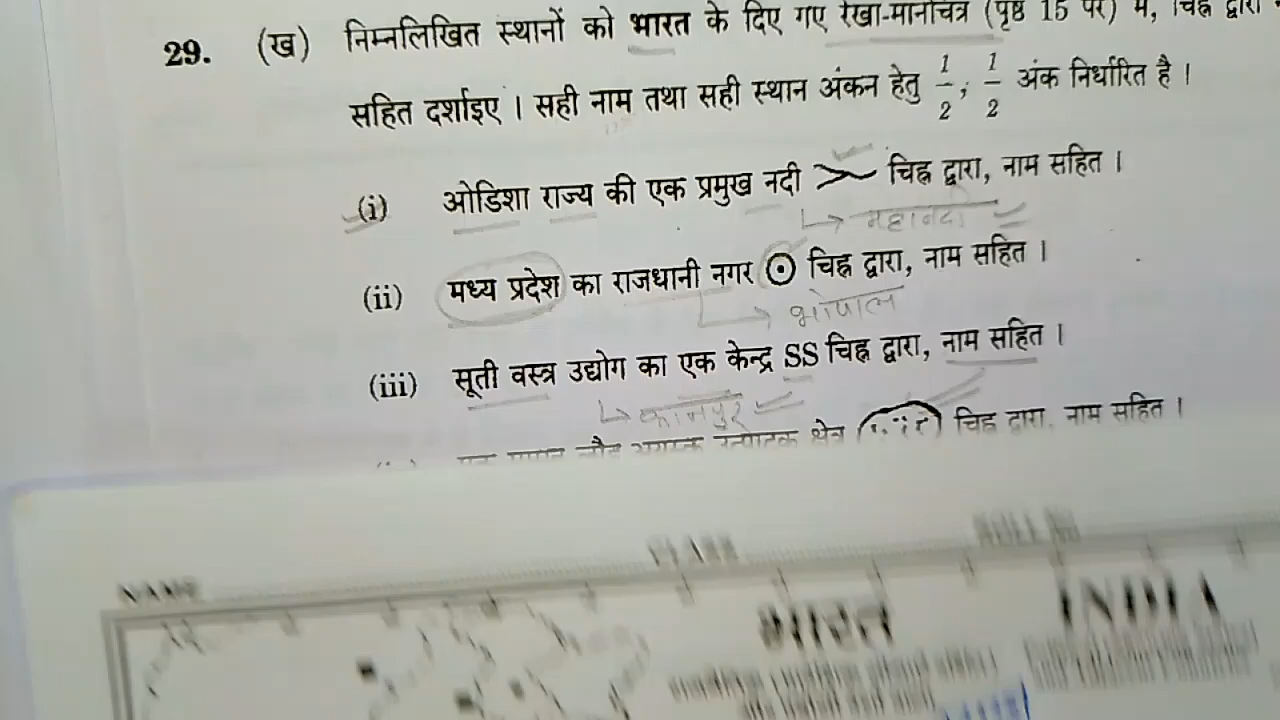 29. (ख) निम्नलिखित स्थानों को भारत के दिए गए रेखा-मानचित्र (पृष्ठ 15 पर) में, चिह्न द्वारा
सहित दर्शाइए । सही नाम तथा सही स्थान अंकन हेतु 1/2, 1/2 अंक निर्धारित है ।
(i) ओडिशा राज्य की एक प्रमुख नदी चिह्न द्वारा, नाम सहित ।
महानदी
(ii) मध्य प्रदेश का राजधानी नगर चिह्न द्वारा, नाम सहित ।
भोपाल
(iii) सूती वस्त्र उद्योग का एक केन्द्र SS चिह्न द्वारा, नाम सहित ।
कानपुर
क्षेत्र चिह्न द्वारा, नाम सहित ।
NAME CLASS
भारत INDIA